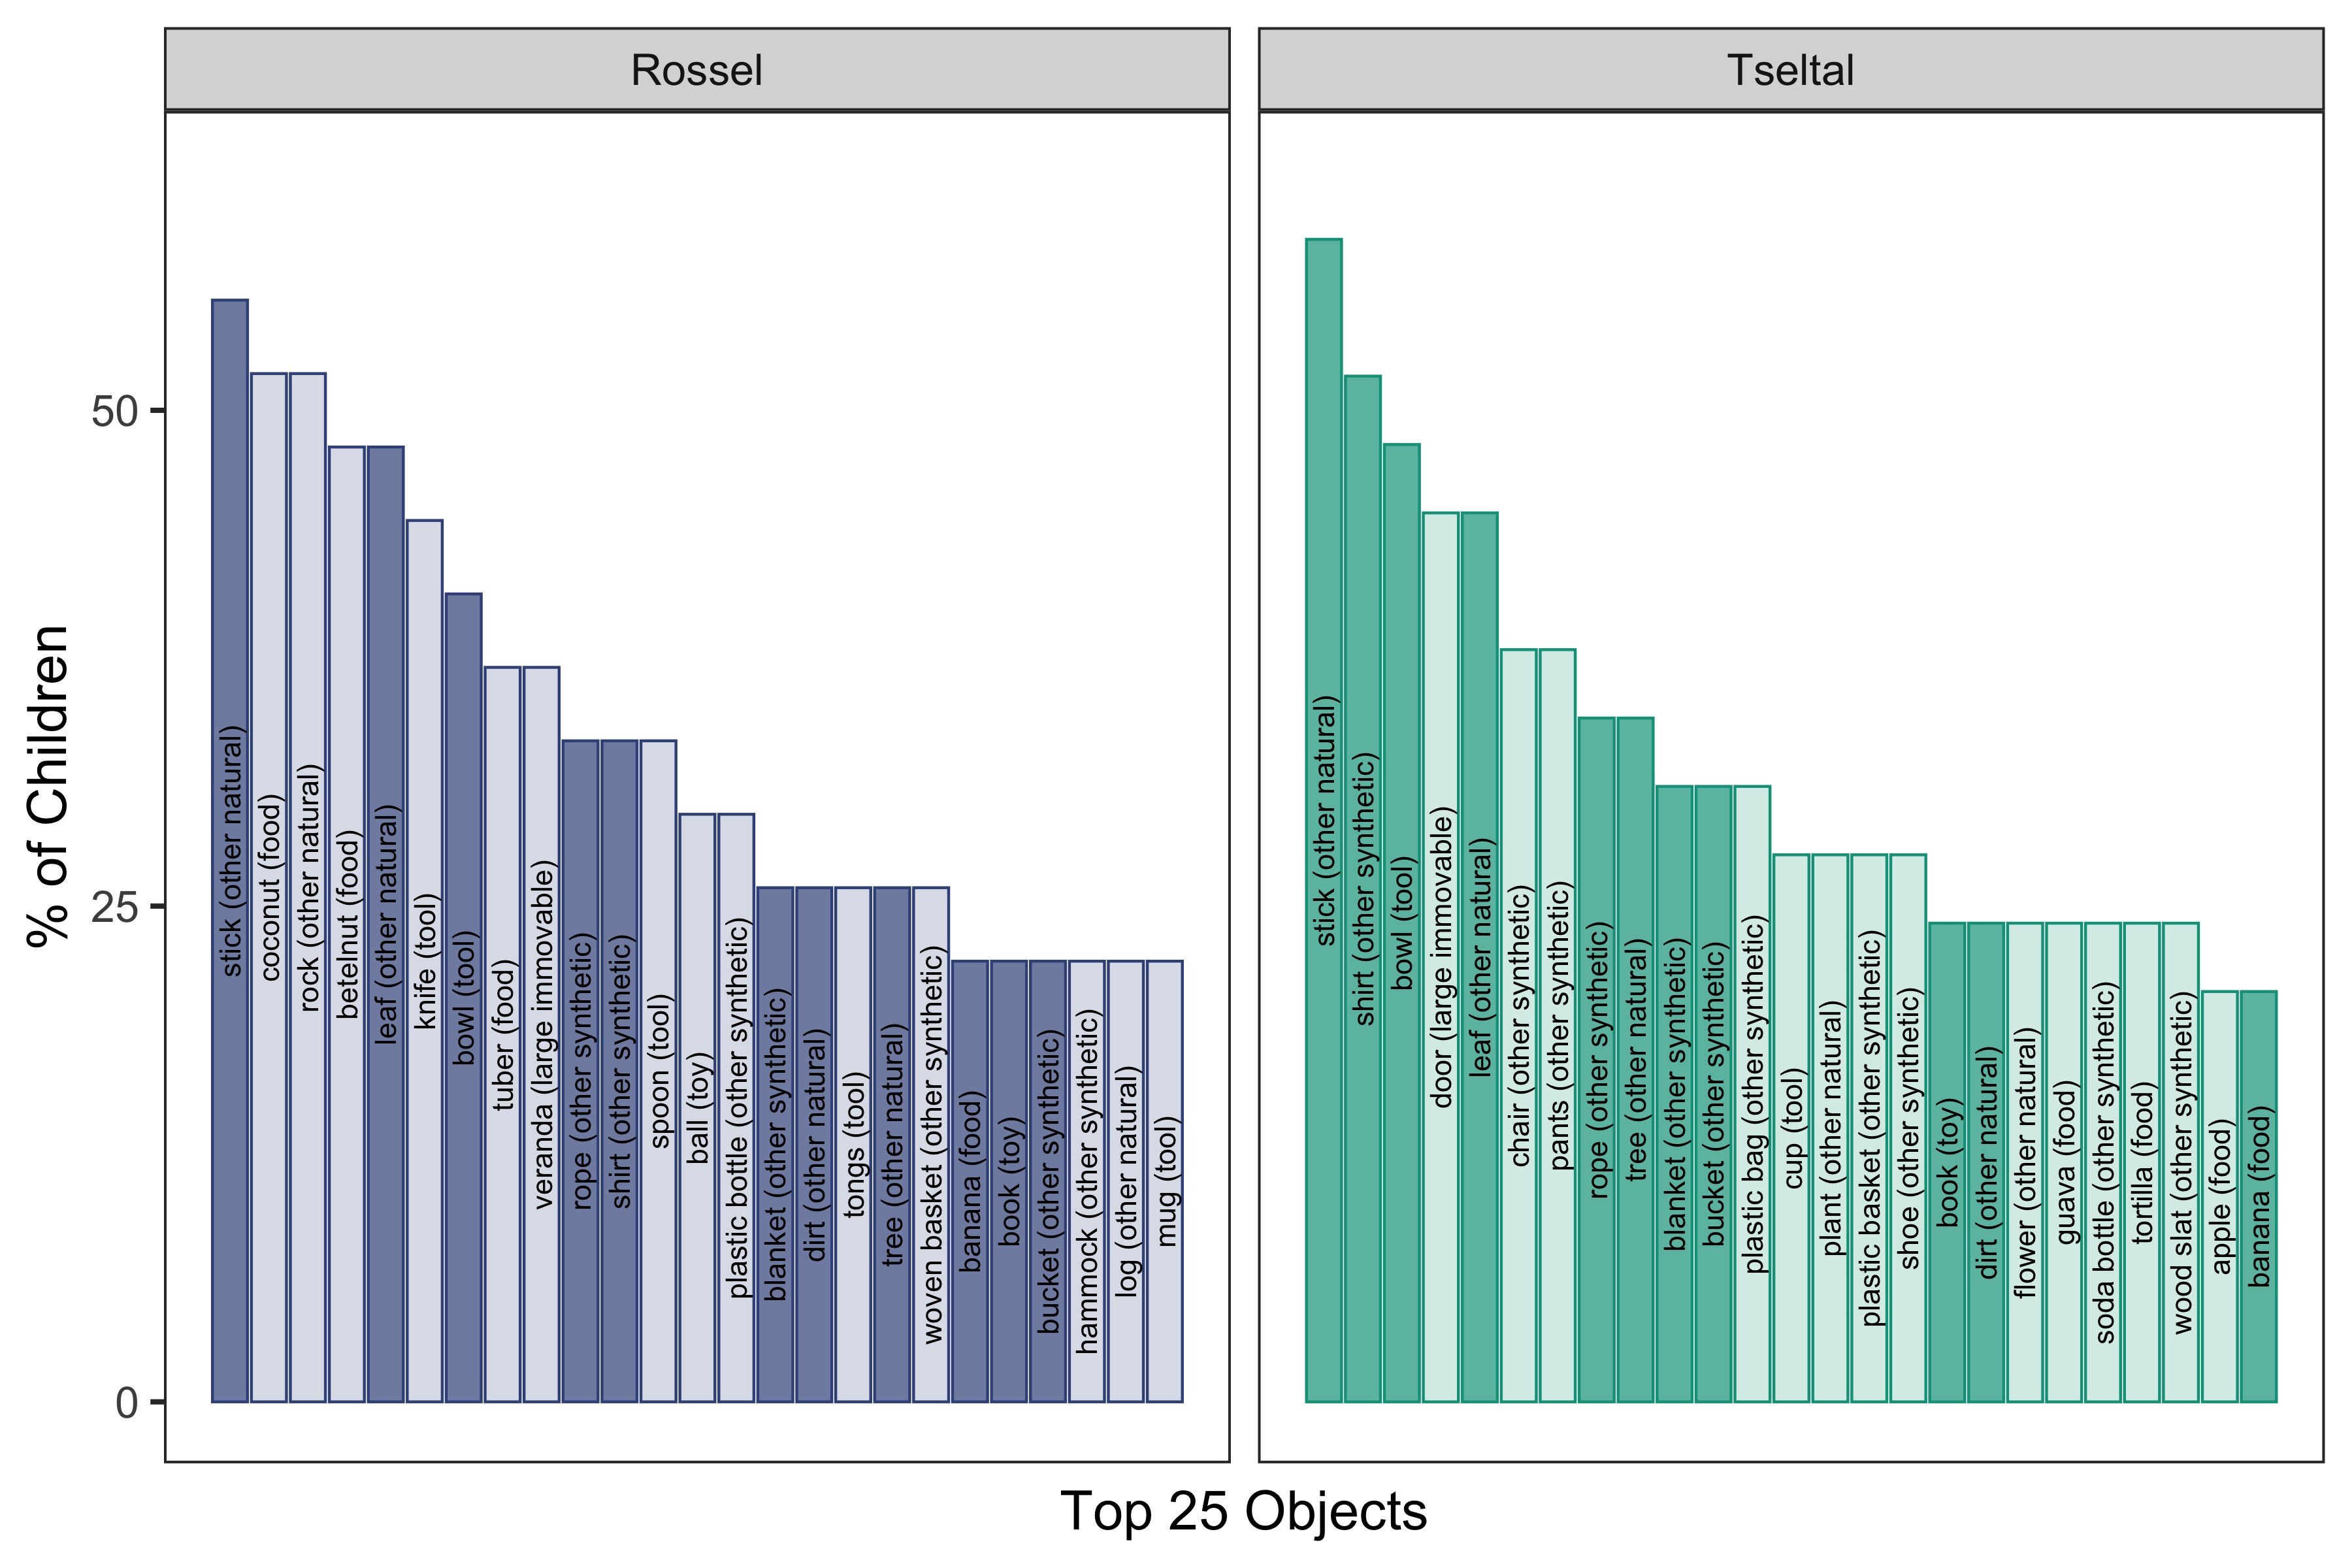 Rossel
Tseltal
% of Children
50
25
0
stick (other natural)
coconut (food)
rock (other natural)
betelnut (food)
leaf (other natural)
knife (tool)
bowl (tool)
tuber (food)
veranda (large immovable)
rope (other synthetic)
shirt (other synthetic)
spoon (tool)
ball (toy)
plastic bottle (other synthetic)
blanket (other synthetic)
dirt (other natural)
tongs (tool)
tree (other natural)
woven basket (other synthetic)
banana (food)
book (toy)
bucket (other synthetic)
hammock (other synthetic)
log (other natural)
mug (tool)
stick (other natural)
shirt (other synthetic)
bowl (tool)
door (large immovable)
leaf (other natural)
chair (other synthetic)
pants (other synthetic)
rope (other synthetic)
tree (other natural)
blanket (other synthetic)
bucket (other synthetic)
plastic bag (other synthetic)
cup (tool)
plant (other natural)
plastic basket (other synthetic)
shoe (other synthetic)
book (toy)
dirt (other natural)
flower (other natural)
guava (food)
soda bottle (other synthetic)
tortilla (food)
wood slat (other synthetic)
apple (food)
banana (food)
Top 25 Objects